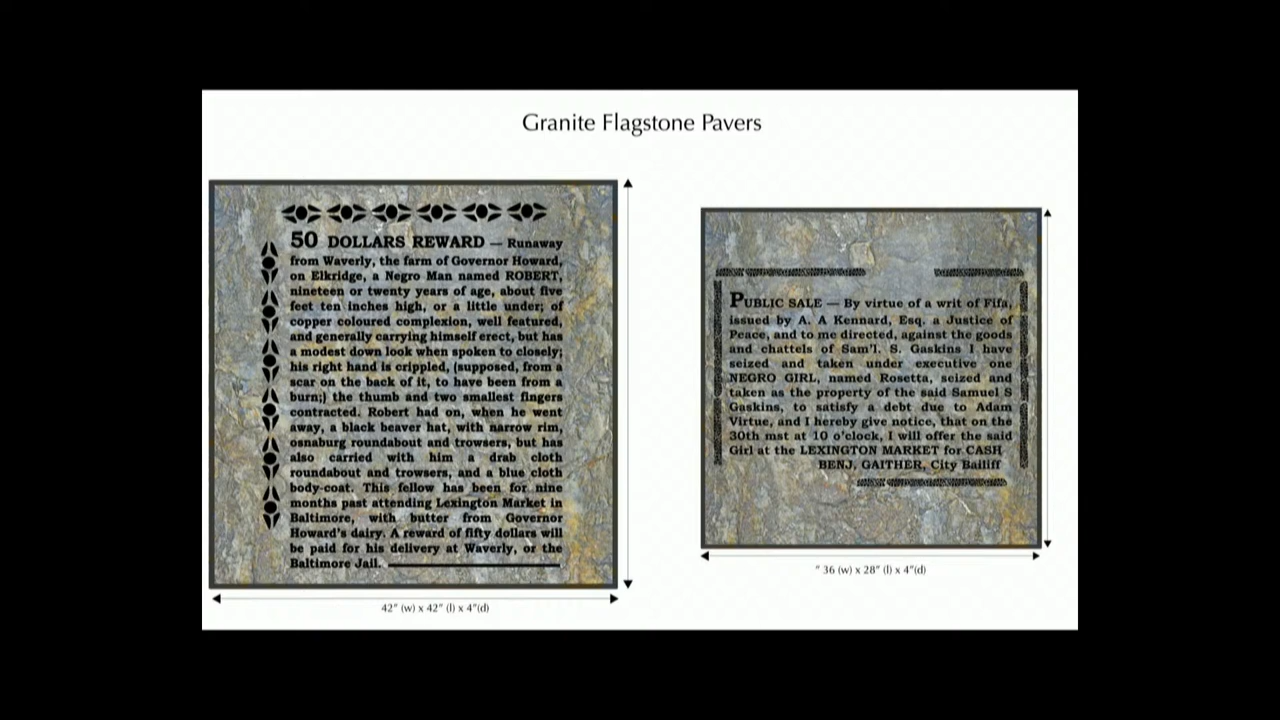 Granite Flagstone Pavers
50 DOLLARS REWARD — Runaway
from Waverly, the farm of Governor Howard,
on Elkridge, a Negro Man named ROBERT,
nineteen or twenty years of age, about five
feet ten inches high, or a little under; of
copper coloured complexion, well featured,
and generally carrying himself erect, but has
a modest down look when spoken to closely;
his right hand is crippled, (supposed, from a
scar on the back of it, to have been from a
burn;) the thumb and two smallest fingers
contracted. Robert had on, when he went
away, a black beaver hat, with narrow rim,
osnaburg roundabout and trowsers, but has
also carried with him a drab cloth
roundabout and trowsers, and a blue cloth
body-coat. This fellow has been for nine
months past attending Lexington Market in
Baltimore, with butter from Governor
Howard's dairy. A reward of fifty dollars will
be paid for his delivery at Waverly, or the
Baltimore Jail.
42" (w) x 42" (l) x 4"(d)
PUBLIC SALE — By virtue of a writ of Fifa,
issued by A. A Kennard, Esq. a Justice of
Peace, and to me directed, against the goods
and chattels of Sam'l. S. Gaskins I have
seized and taken under executive one
NEGRO GIRL, named Rosetta, seized and
taken as the property of the said Samuel S
Gaskins, to satisfy a debt due to Adam
Virtue, and I hereby give notice, that on the
30th mst at 10 o'clock, I will offer the said
Girl at the LEXINGTON MARKET for CASH
BENJ, GAITHER, City Bailiff
" 36 (w) x 28" (l) x 4"(d)